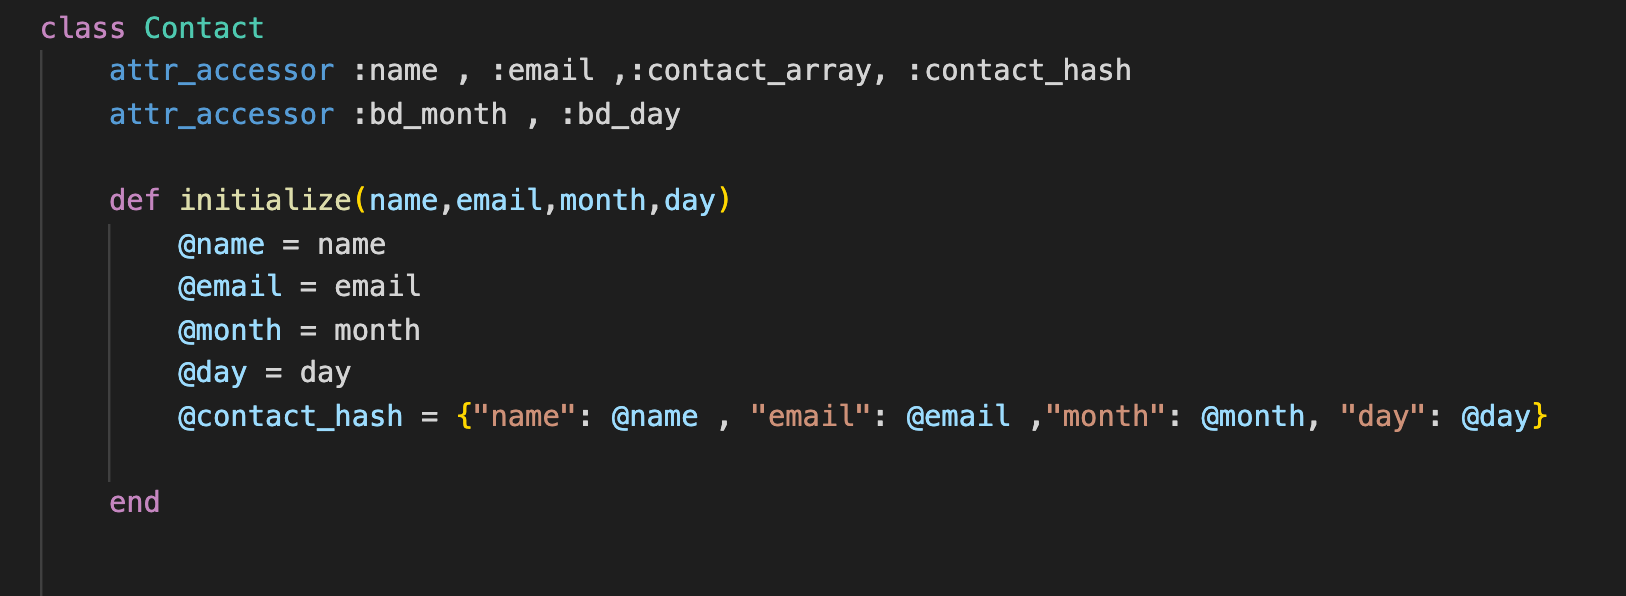 class Contact
attr_accessor :name , :email ,:contact_array, :contact_hash
attr_accessor :bd_month , :bd_day
def initialize(name,email,month,day)
@name = name
@email = email
@month = month
@day = day
@contact_hash = {"name": @name , "email": @email ,"month": @month, "day": @day}
end